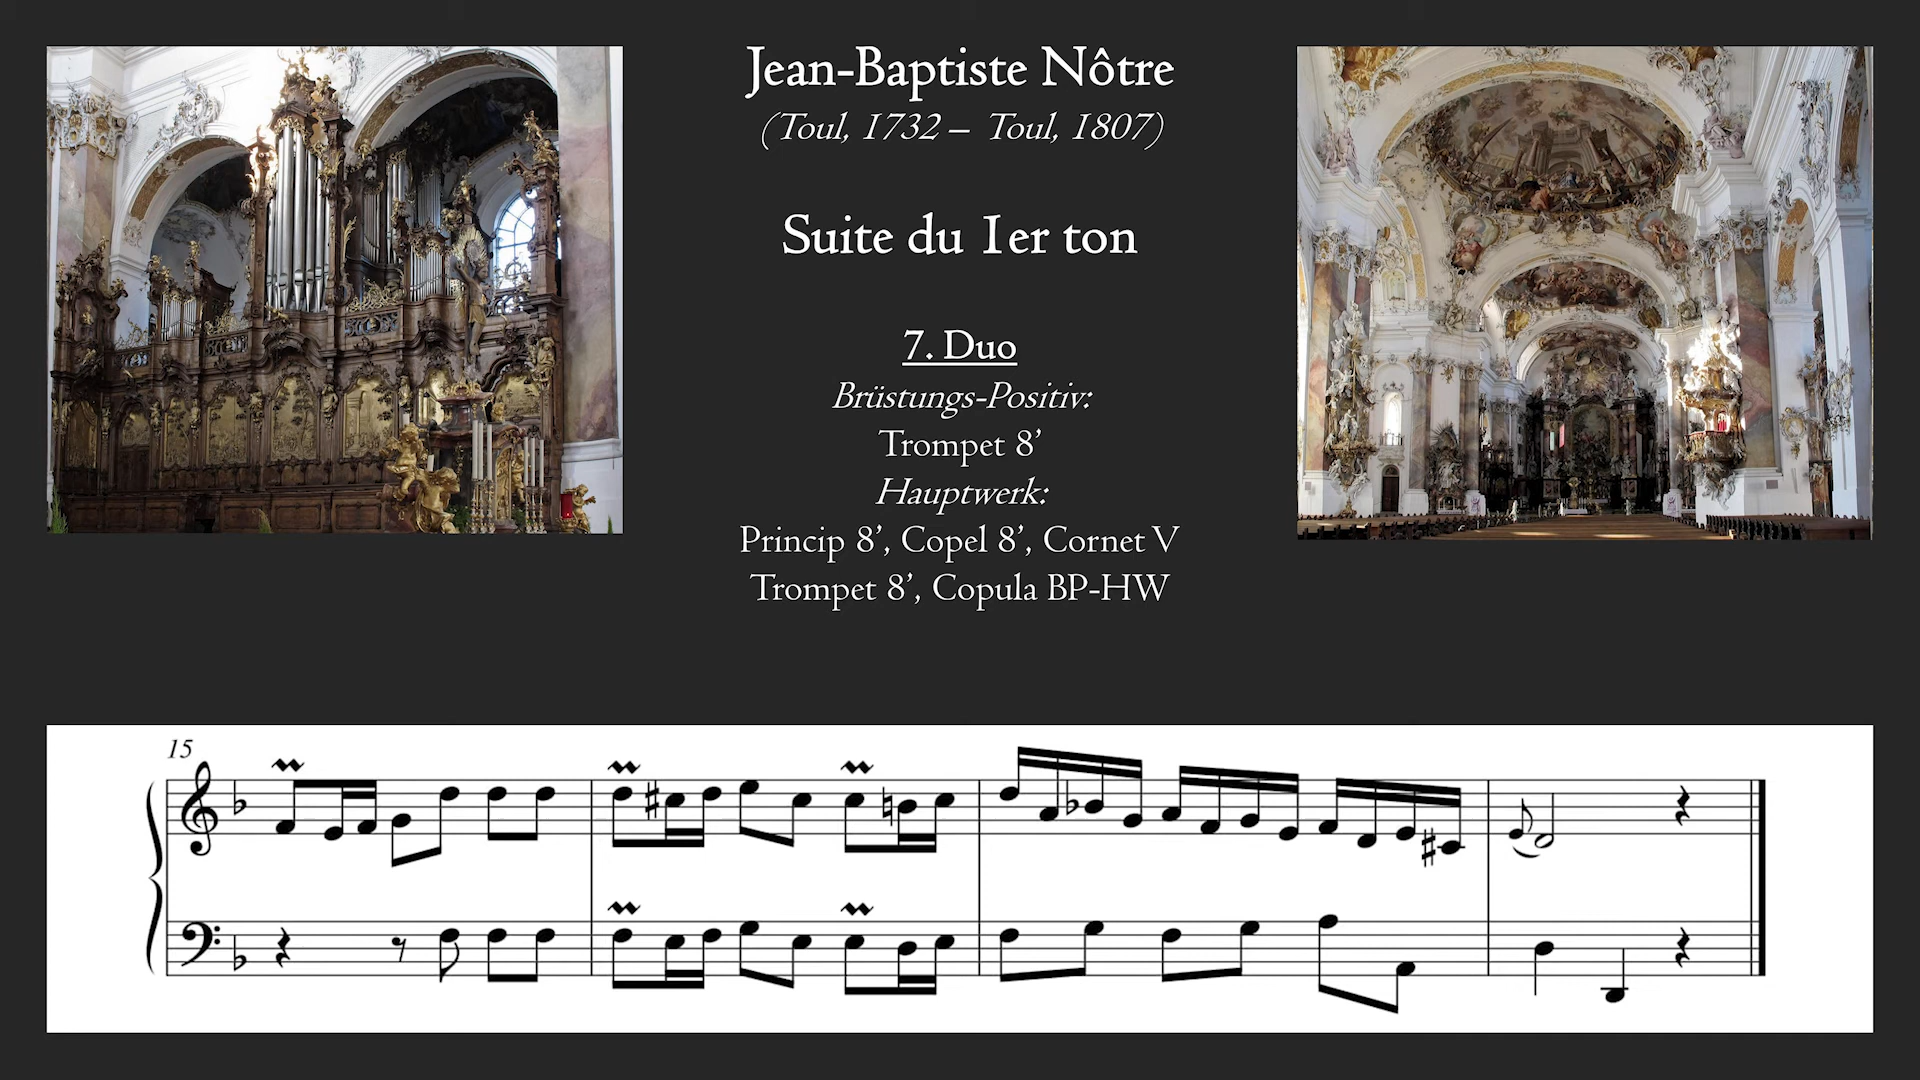 Jean-Baptiste Nôtre
(Toul, 1732 – Toul, 1807)
Suite du 1er ton
7. Duo
Brüstungs-Positiv:
Trompet 8’
Hauptwerk:
Princip 8’, Copel 8’, Cornet V
Trompet 8’, Copula BP-HW
15